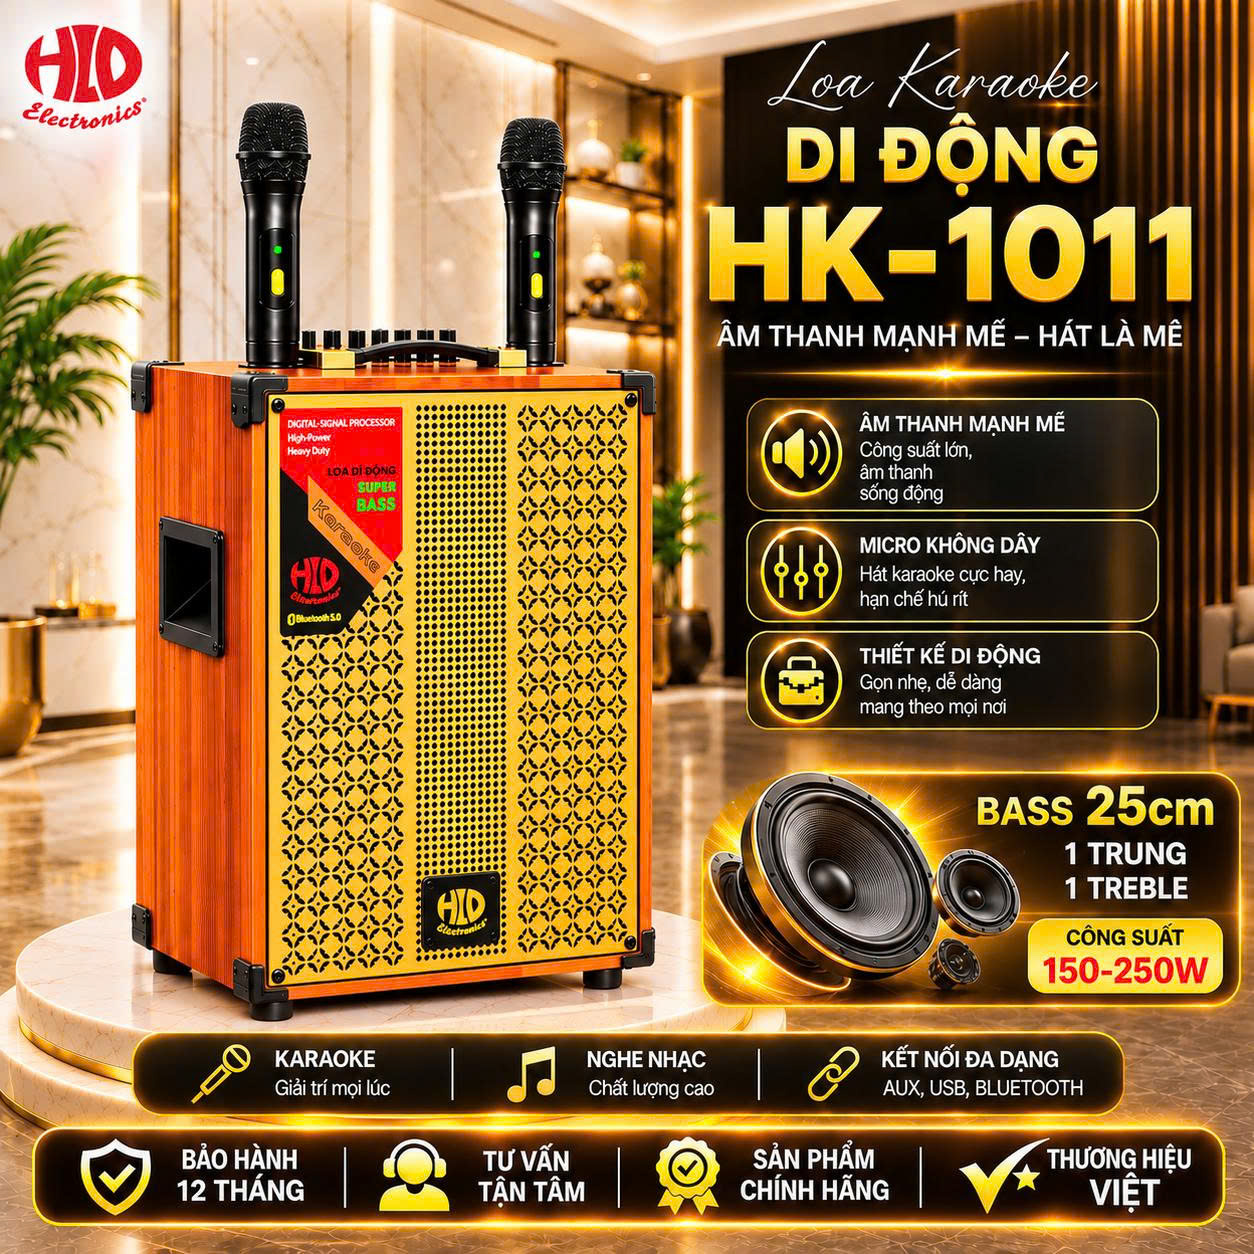 HLO
Electronics
Loa Karaoke
DI ĐỘNG
HK-1011
ÂM THANH MẠNH MẼ – HÁT LÀ MÊ
DIGITAL-SIGNAL PROCESSOR
High-Power
Heavy Duty
LOA DI ĐỘNG
SUPER
BASS
Karaoke
HLO
Electronics
Bluetooth 5.0
HLO
Electronics
ÂM THANH MẠNH MẼ
Công suất lớn,
âm thanh
sống động
MICRO KHÔNG DÂY
Hát karaoke cực hay,
hạn chế hú rít
THIẾT KẾ DI ĐỘNG
Gọn nhẹ, dễ dàng
mang theo mọi nơi
BASS 25cm
1 TRUNG
1 TREBLE
CÔNG SUẤT
150-250W
KARAOKE
Giải trí mọi lúc
NGHE NHẠC
Chất lượng cao
KẾT NỐI ĐA DẠNG
AUX, USB, BLUETOOTH
BẢO HÀNH
12 THÁNG
TƯ VẤN
TẬN TÂM
SẢN PHẨM
CHÍNH HÃNG
THƯƠNG HIỆU
VIỆT